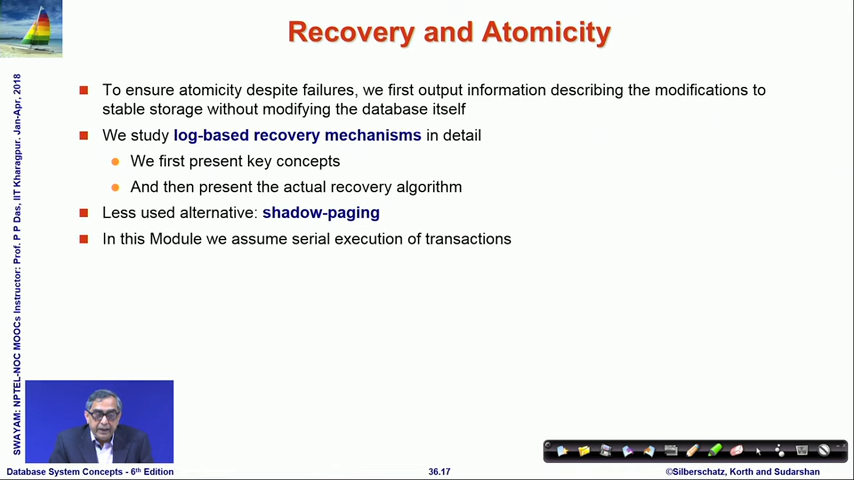 Recovery and Atomicity
To ensure atomicity despite failures, we first output information describing the modifications to
stable storage without modifying the database itself
We study log-based recovery mechanisms in detail
We first present key concepts
And then present the actual recovery algorithm
Less used alternative: shadow-paging
In this Module we assume serial execution of transactions
SWAYAM: NPTEL-NOC MOOCs Instructor: Prof. P P Das, IIT Kharagpur. Jan-Apr, 2018
Database System Concepts - 6th Edition
36.17
©Silberschatz, Korth and Sudarshan